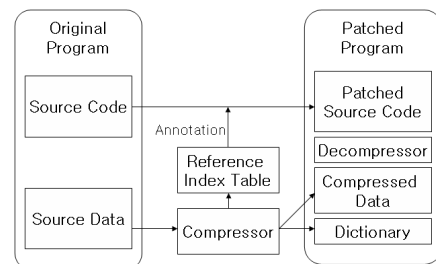 Original
Program
Patched
Program
Source Code
Patched
Source Code
Annotation
Decompressor
Reference
Index Table
Compressed
Data
Source Data
Compressor
Dictionary